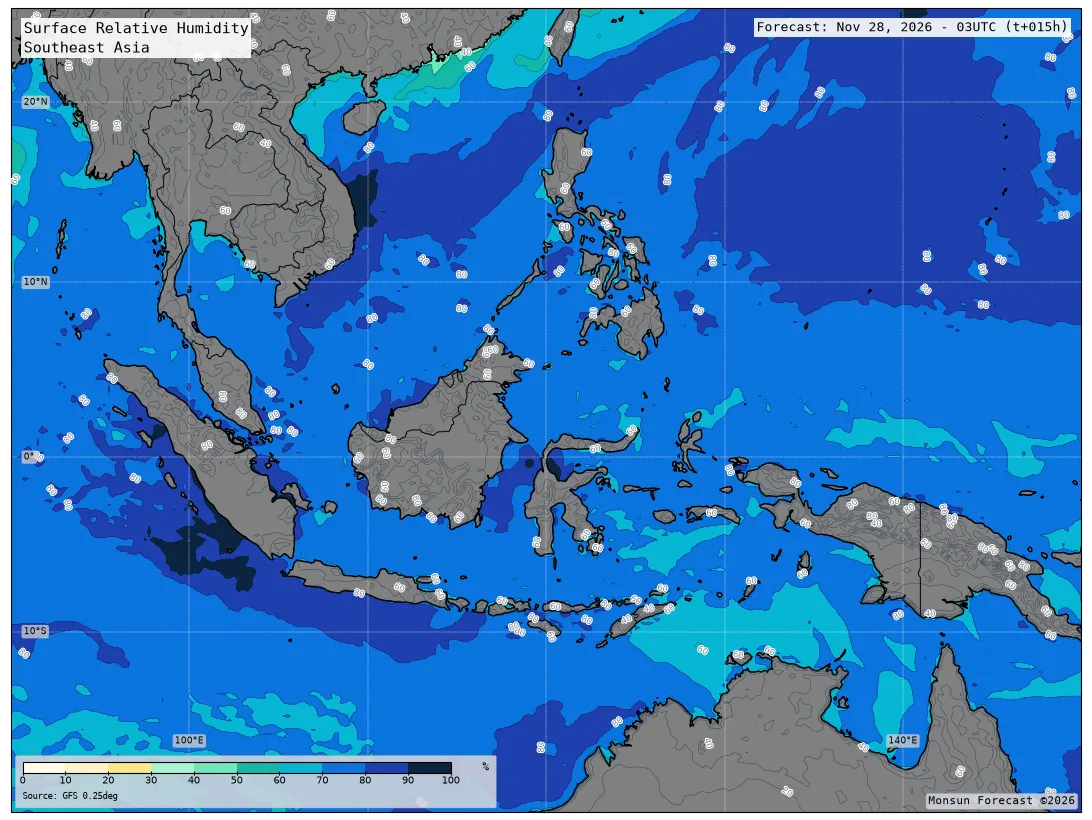 Surface Relative Humidity
Southeast Asia
Forecast: Nov 28, 2026 - 03UTC (t+015h)
20°N
10°N
0°
10°S
100°E
140°E
0 10 20 30 40 50 60 70 80 90 100
%
Source: GFS 0.25deg
Monsun Forecast ©2026